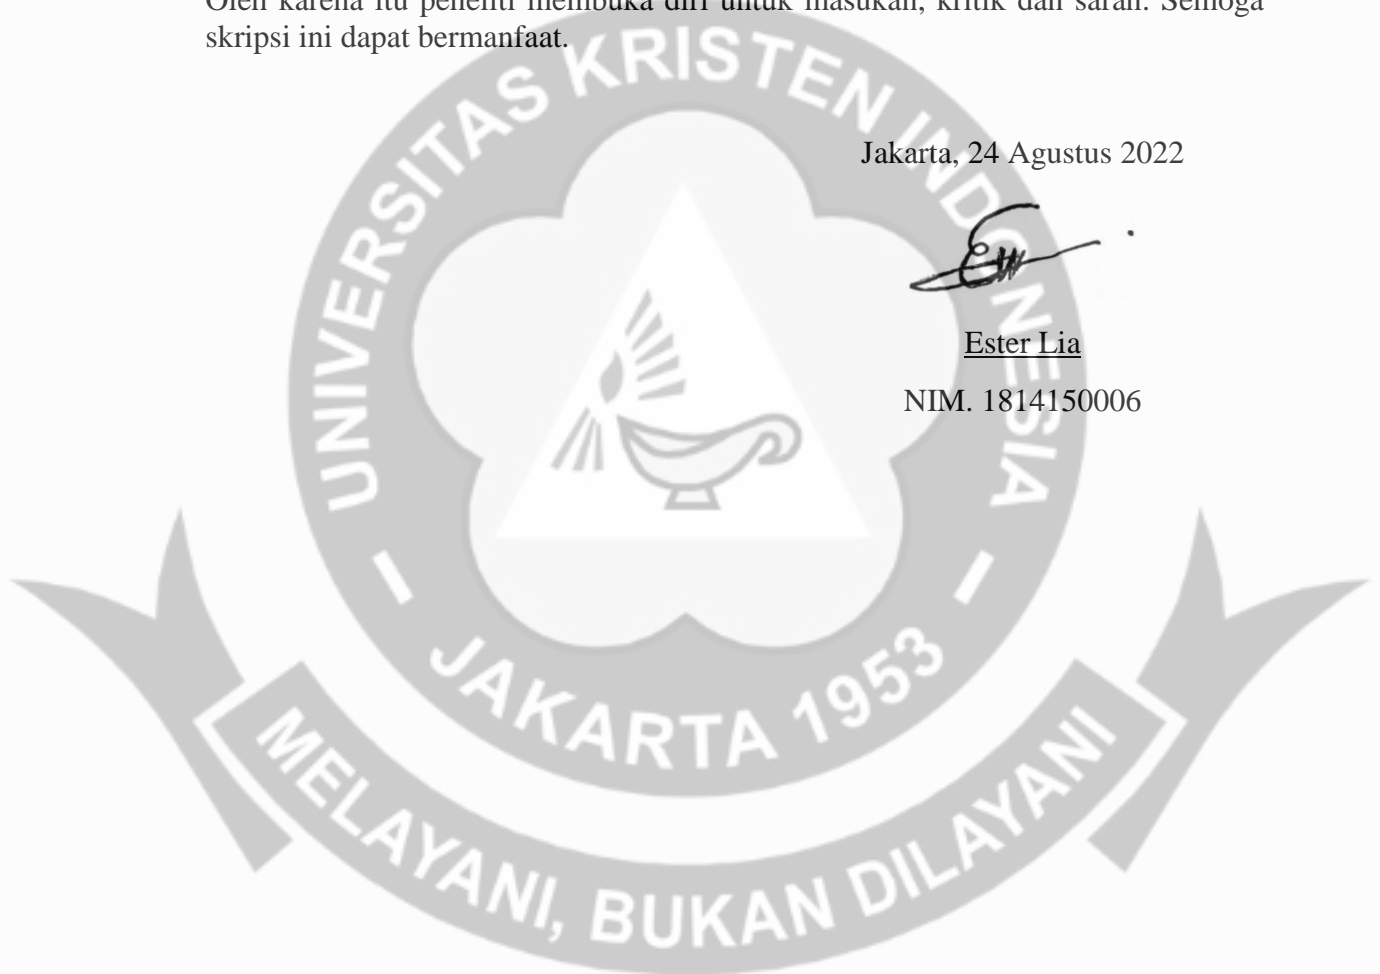 Oleh karena itu peneliti membuka diri untuk masukan, kritik dan saran. Semoga
skripsi ini dapat bermanfaat.
Jakarta, 24 Agustus 2022
Ester Lia
NIM. 1814150006
UNIVERSITAS KRISTEN INDONESIA
JAKARTA 1953
MELAYANI, BUKAN DILAYANI